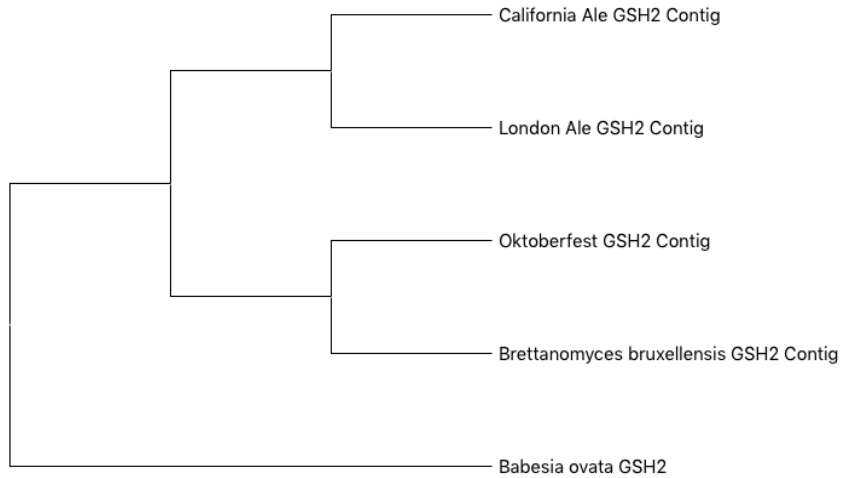 California Ale GSH2 Contig
London Ale GSH2 Contig
Oktoberfest GSH2 Contig
Brettanomyces bruxellensis GSH2 Contig
Babesia ovata GSH2